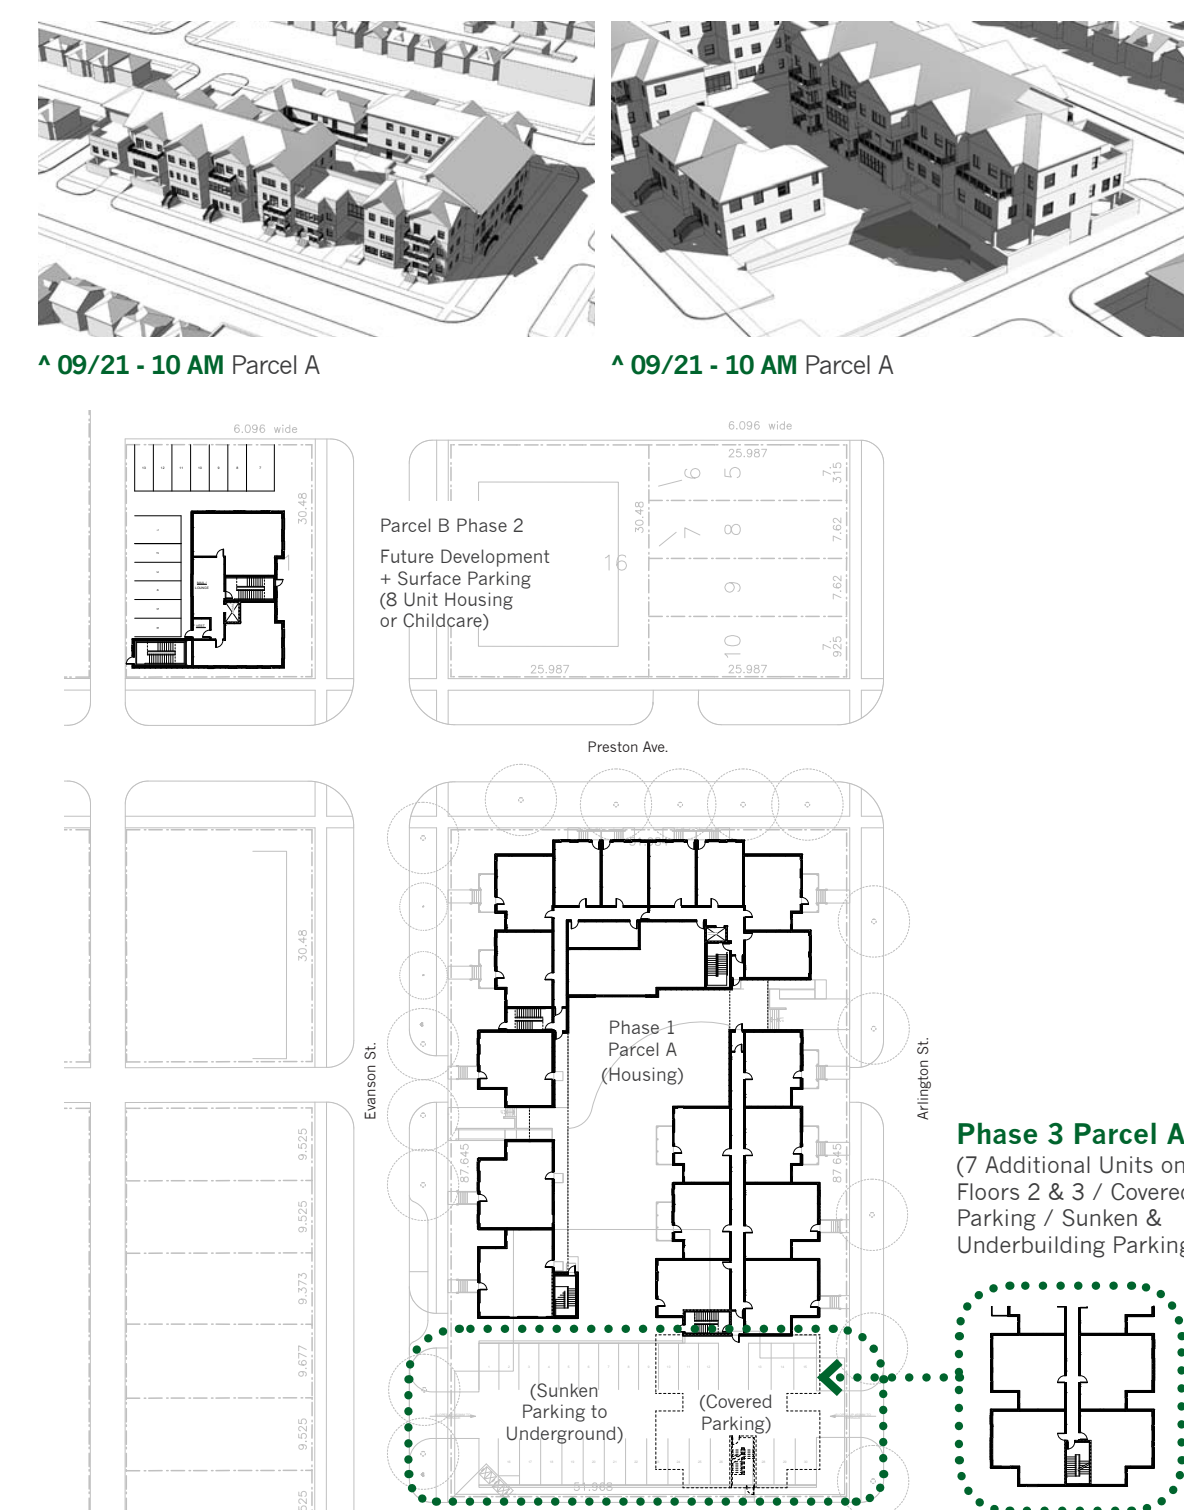 ^ 09/21 - 10 AM Parcel A
^ 09/21 - 10 AM Parcel A
6.096 wide
6.096 wide
25.987
6
5
7.
315
30.48
30.48
Parcel B Phase 2
Future Development
+ Surface Parking
(8 Unit Housing
or Childcare)
16
7
8
7.62
9
7.62
10
7.
925
25.987
25.987
Preston Ave.
30.48
Phase 1
Parcel A
(Housing)
Evanson St.
Arlington St.
87.645
87.645
9.525
9.525
9.373
9.677
9.525
Phase 3 Parcel A
(7 Additional Units on
Floors 2 & 3 / Covered
Parking / Sunken &
Underbuilding Parking
(Sunken
Parking to
Underground)
(Covered
Parking)
51.968